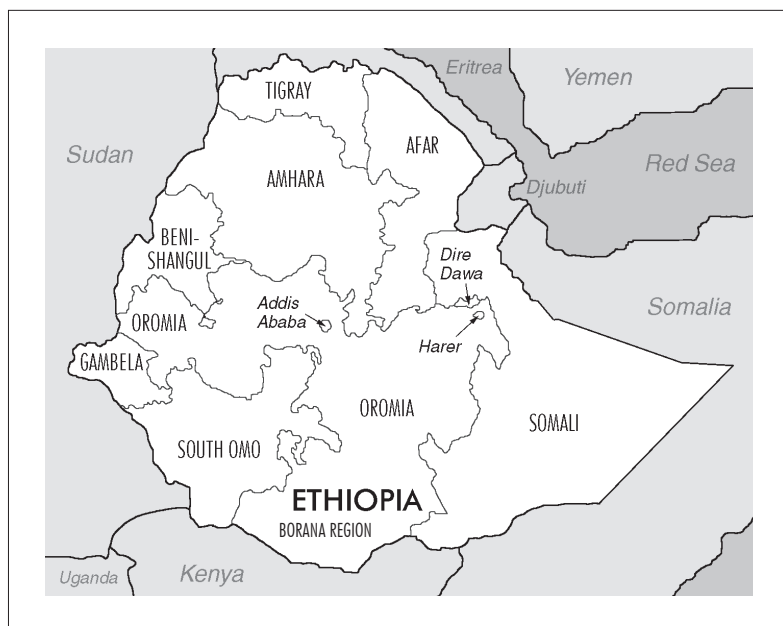 Eritrea
Yemen
TIGRAY
Sudan
AFAR
Red Sea
AMHARA
Djubuti
BENI-
SHANGUL
Dire
Dawa
Addis
Ababa
Somalia
OROMIA
Harer
GAMBELA
OROMIA
SOMALI
SOUTH OMO
ETHIOPIA
BORANA REGION
Uganda
Kenya